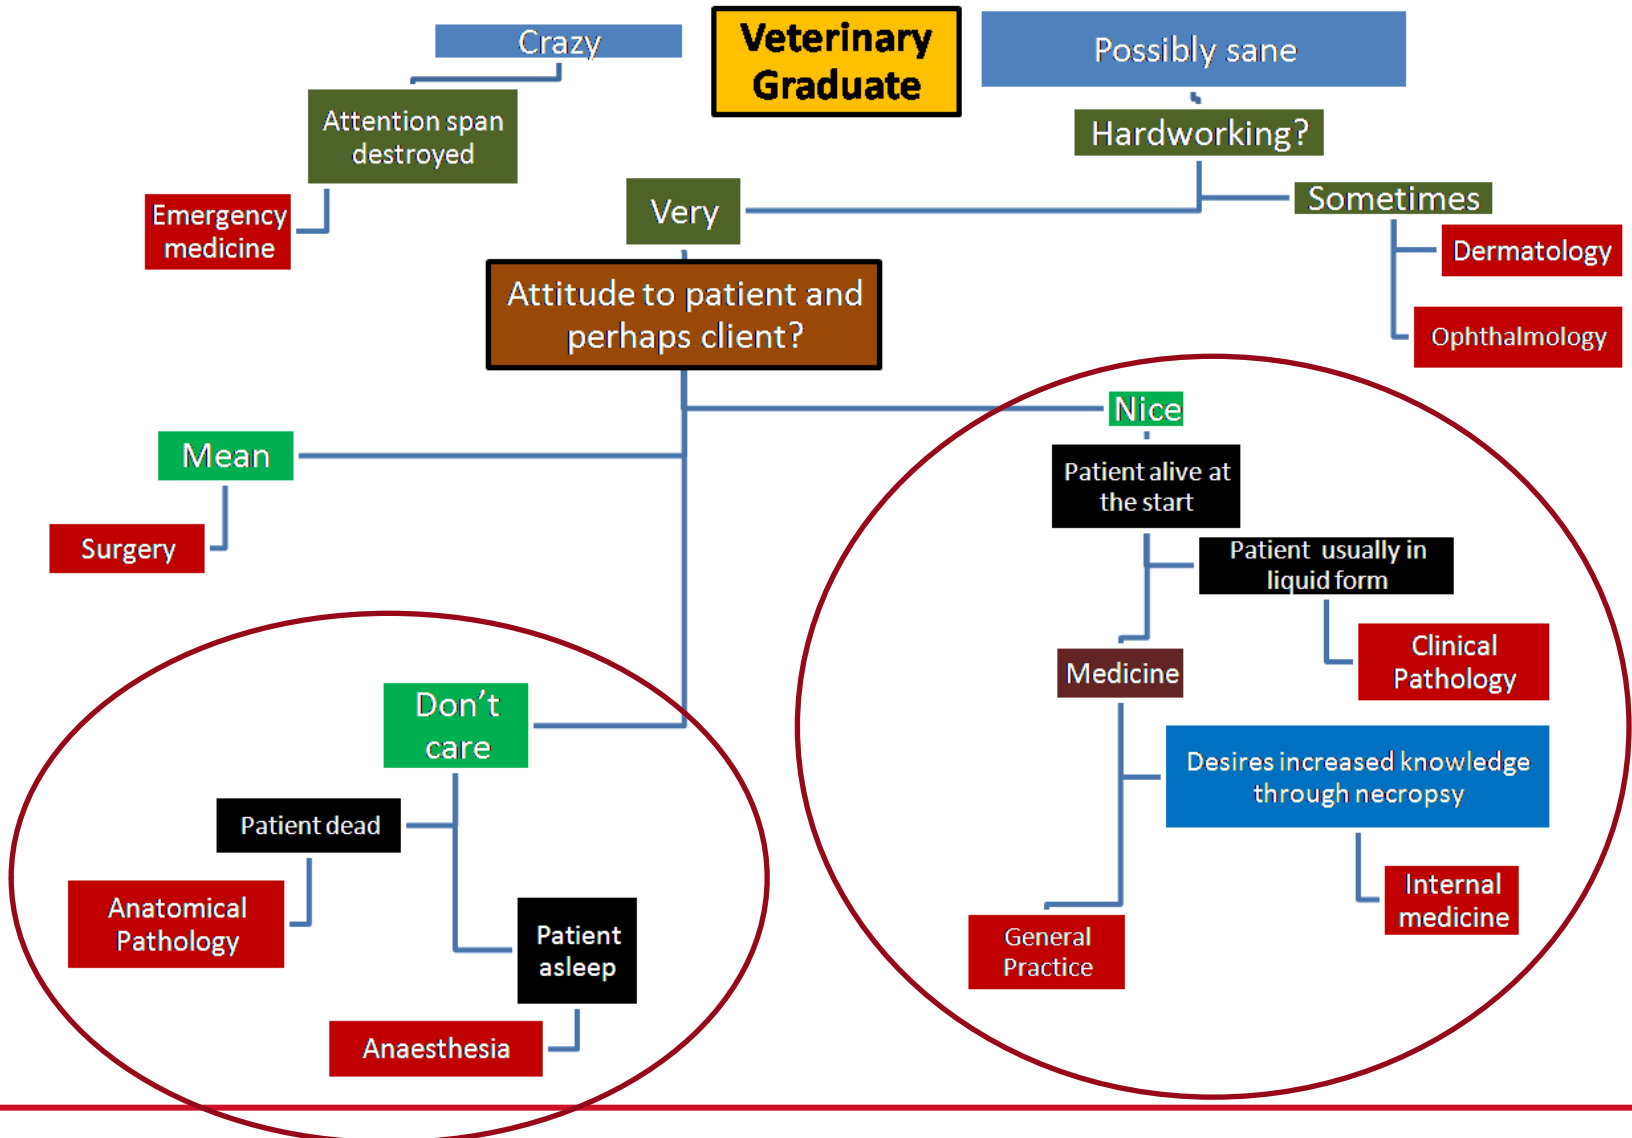 Crazy
Veterinary
Graduate
Possibly sane
Attention span
destroyed
Hardworking?
Emergency
medicine
Very
Sometimes
Dermatology
Attitude to patient and
perhaps client?
Ophthalmology
Nice
Mean
Patient alive at
the start
Surgery
Patient usually in
liquid form
Clinical
Pathology
Medicine
Don’t
care
Desires increased knowledge
through necropsy
Patient dead
Internal
medicine
Anatomical
Pathology
Patient
asleep
General
Practice
Anaesthesia